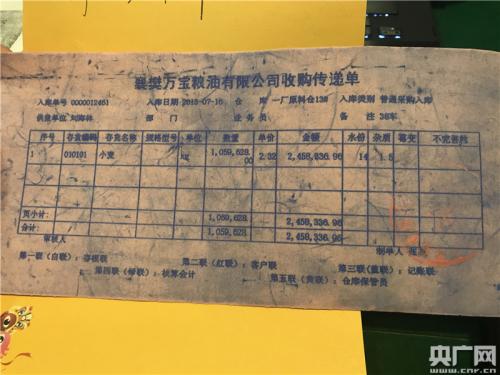 襄樊万宝粮油有限公司收购传递单
入库单号 0000012461 入库日期 2015-07-16 仓 库 一厂原料仓138 入库类别 普通采购入库
供货单位 刘海林 部 门 业 务 员 备 注 36车
序号 存货编码 存货名称 规格型号 单位 数量 单价 金额 水份 杂质 霉变 不完善粒
1 010101 小麦 kg 1,059,628.00 2.32 2,458,336.96 14 1.5
页小计: 1,059,628. 2,458,336.96
合计: 1,059,628. 2,458,336.96
审核人 制单人
第一联（白联）：存根联 第二联（红联）：客户联 第三联（蓝联）：记账联
第四联（绿联）：核算会计 第五联（黄联）：仓库保管员
央广网
www.cnr.cn